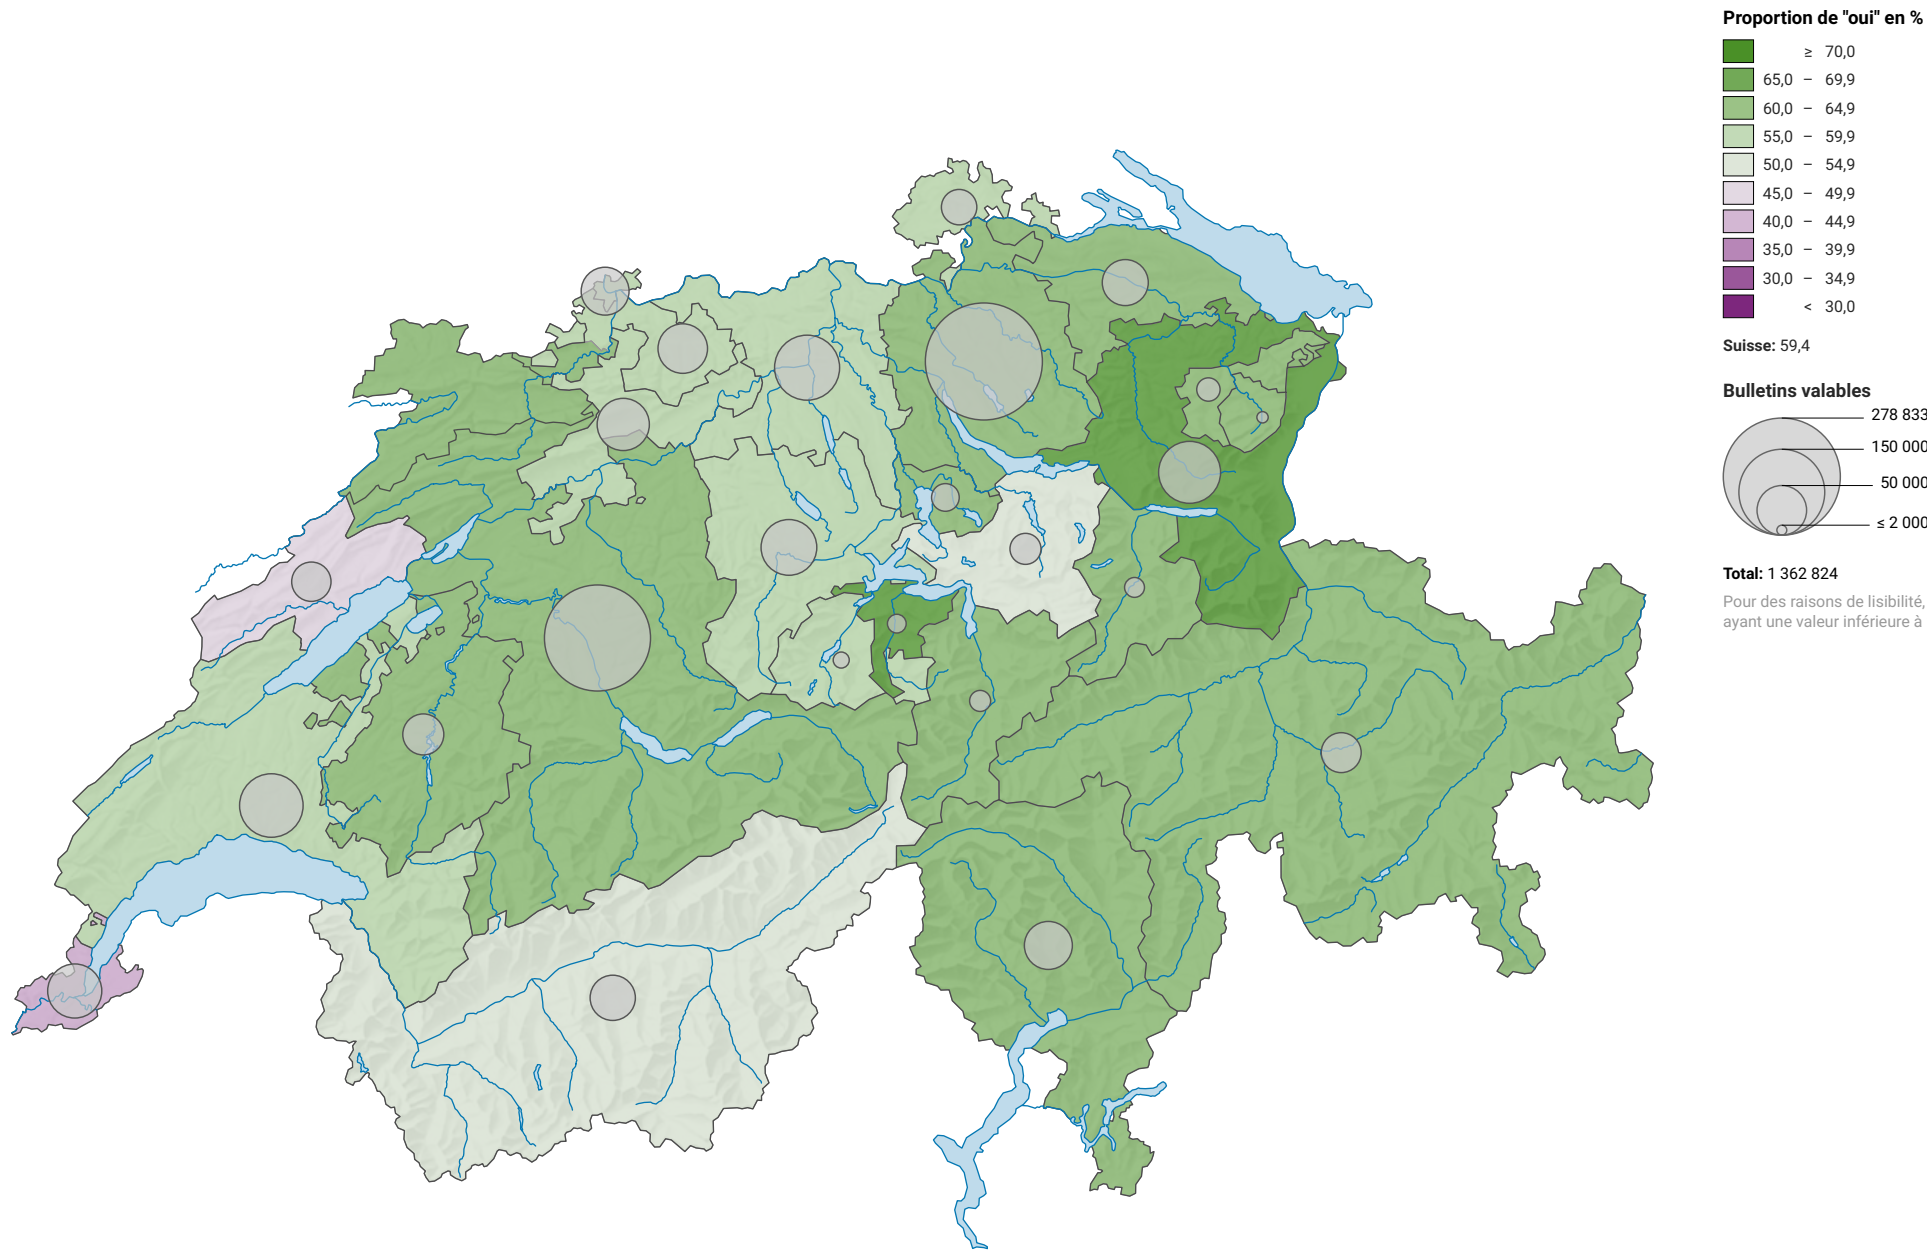 Proportion de "oui" en %
≥ 70,0
65,0 – 69,9
60,0 – 64,9
55,0 – 59,9
50,0 – 54,9
45,0 – 49,9
40,0 – 44,9
35,0 – 39,9
30,0 – 34,9
< 30,0
Suisse: 59,4
Bulletins valables
278 833
150 000
50 000
≤ 2 000
Total: 1 362 824
Pour des raisons de lisibilité,
ayant une valeur inférieure à